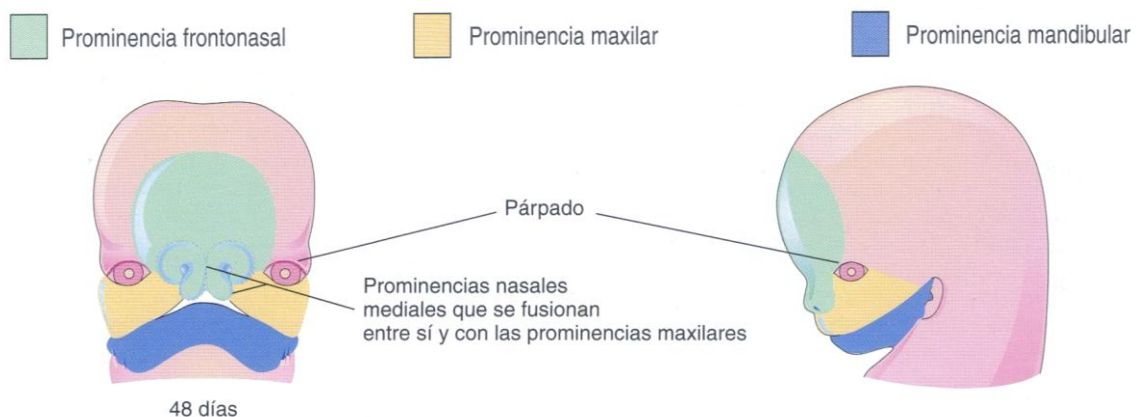 Prominencia frontonasal
Prominencia maxilar
Prominencia mandibular
Párpado
Prominencias nasales
mediales que se fusionan
entre sí y con las prominencias maxilares
48 días